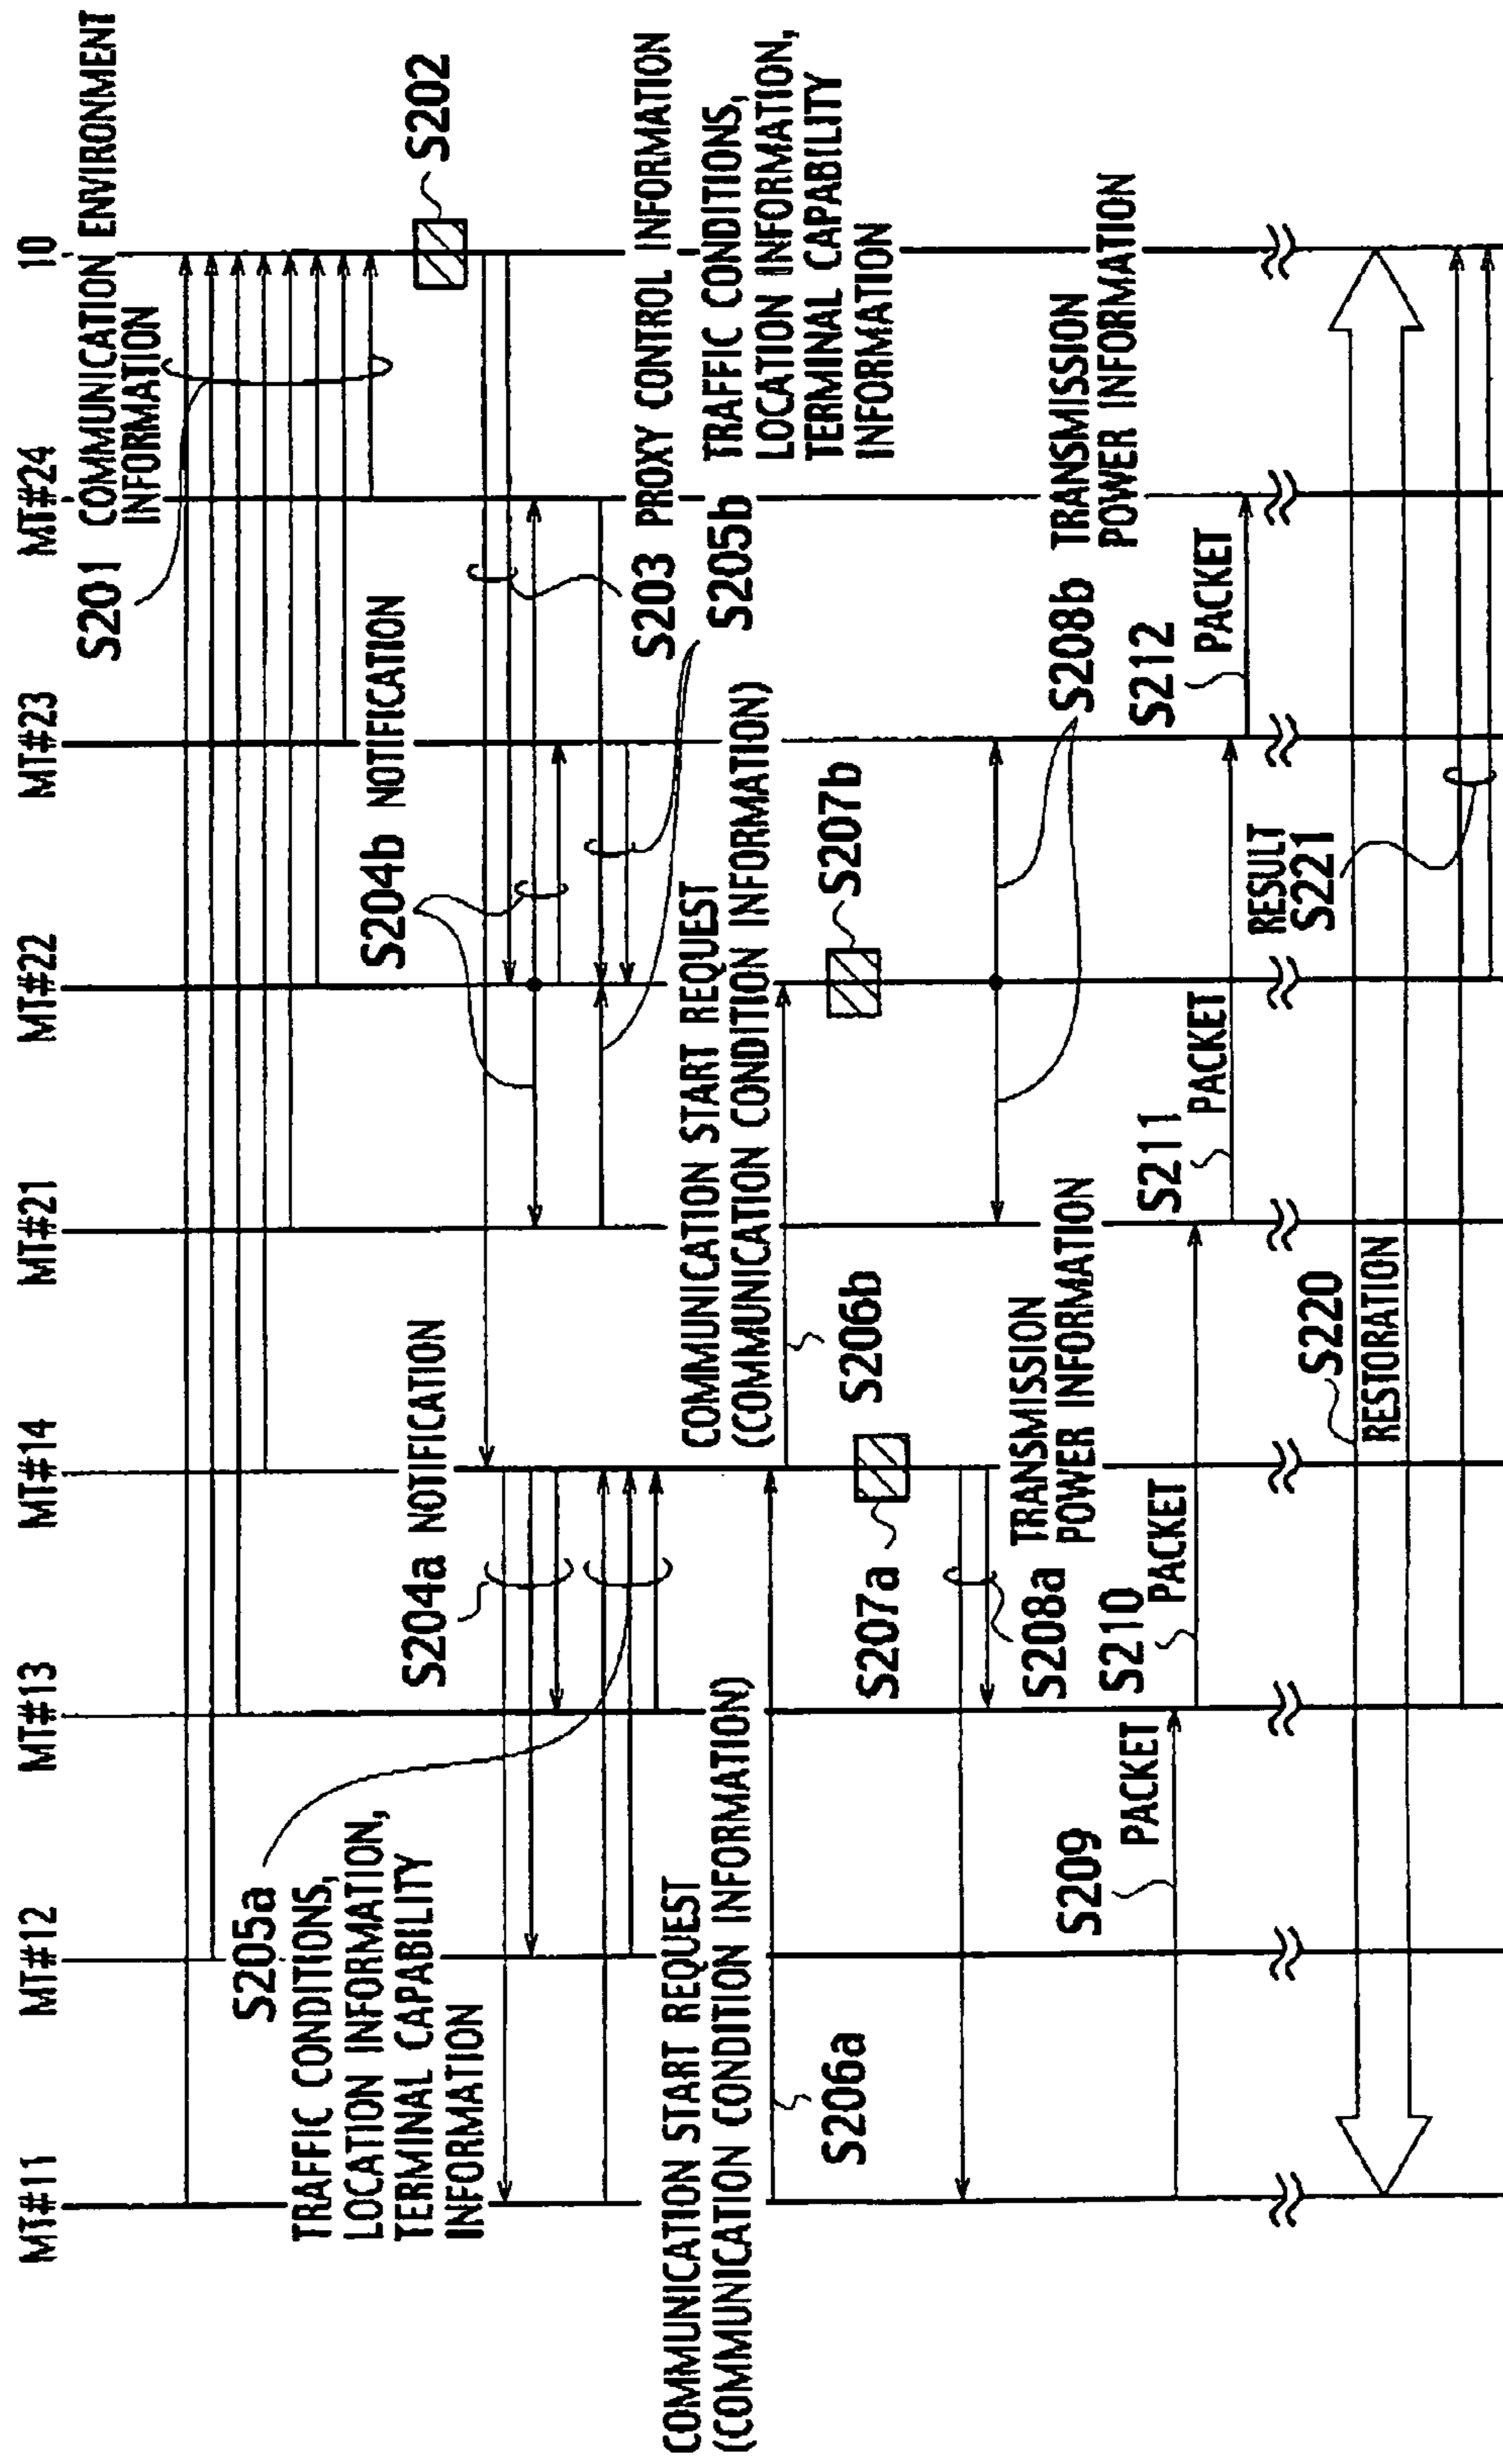 MT#11
MT#12
MT#13
MT#14
MT#21
MT#22
MT#23
MT#24
10
S201 COMMUNICATION ENVIRONMENT
INFORMATION
S202
S203 PROXY CONTROL INFORMATION
S204a NOTIFICATION
S204b NOTIFICATION
S205a
TRAFFIC CONDITIONS,
LOCATION INFORMATION,
TERMINAL CAPABILITY
INFORMATION
S205b
TRAFFIC CONDITIONS,
LOCATION INFORMATION,
TERMINAL CAPABILITY
INFORMATION
COMMUNICATION START REQUEST
(COMMUNICATION CONDITION INFORMATION)
S206a
COMMUNICATION START REQUEST
(COMMUNICATION CONDITION INFORMATION)
S206b
S207a
S207b
S208a
TRANSMISSION
POWER INFORMATION
S208b
TRANSMISSION
POWER INFORMATION
S209
PACKET
S210
PACKET
S211
PACKET
S212
PACKET
S220
RESTORATION
RESULT
S221